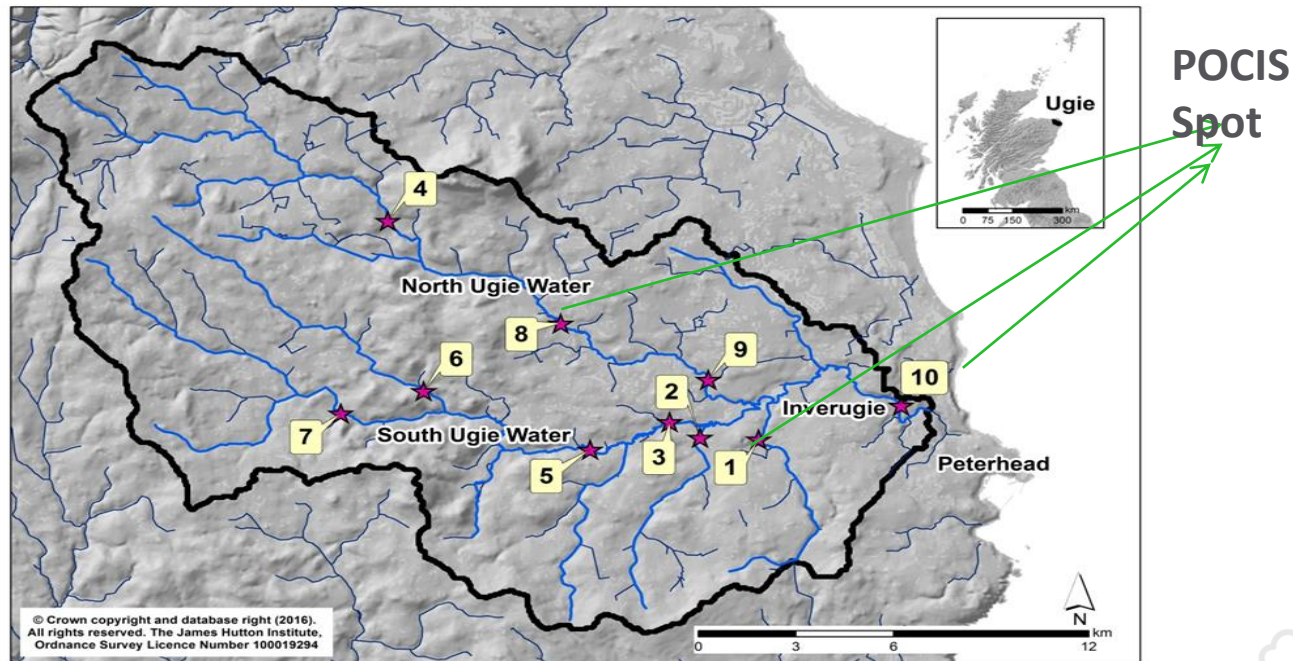 POCIS
Spot
Ugie
km
0 75 150 300
4
North Ugie Water
8
6
9
2
10
Inverugie
7
South Ugie Water
5
3
1
Peterhead
N
km
0 3 6 12
© Crown copyright and database right (2016).
All rights reserved. The James Hutton Institute,
Ordnance Survey Licence Number 100019294